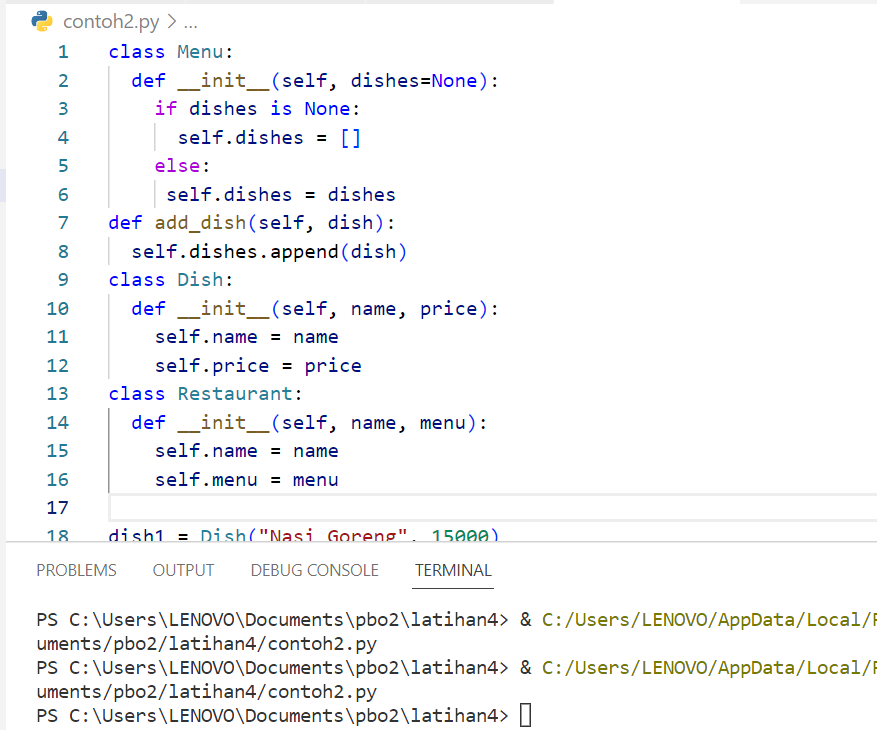 contoh2.py > ...
1 class Menu:
2   def __init__(self, dishes=None):
3     if dishes is None:
4       self.dishes = []
5     else:
6      self.dishes = dishes
7 def add_dish(self, dish):
8   self.dishes.append(dish)
9 class Dish:
10   def __init__(self, name, price):
11     self.name = name
12     self.price = price
13 class Restaurant:
14   def __init__(self, name, menu):
15     self.name = name
16     self.menu = menu
17
18 dish1 = Dish("Nasi Goreng", 15000)
PROBLEMS OUTPUT DEBUG CONSOLE TERMINAL
PS C:\Users\LENOVO\Documents\pbo2\latihan4> & C:/Users/LENOVO/AppData/Local/
uments/pbo2/latihan4/contoh2.py
PS C:\Users\LENOVO\Documents\pbo2\latihan4> & C:/Users/LENOVO/AppData/Local/
uments/pbo2/latihan4/contoh2.py
PS C:\Users\LENOVO\Documents\pbo2\latihan4>